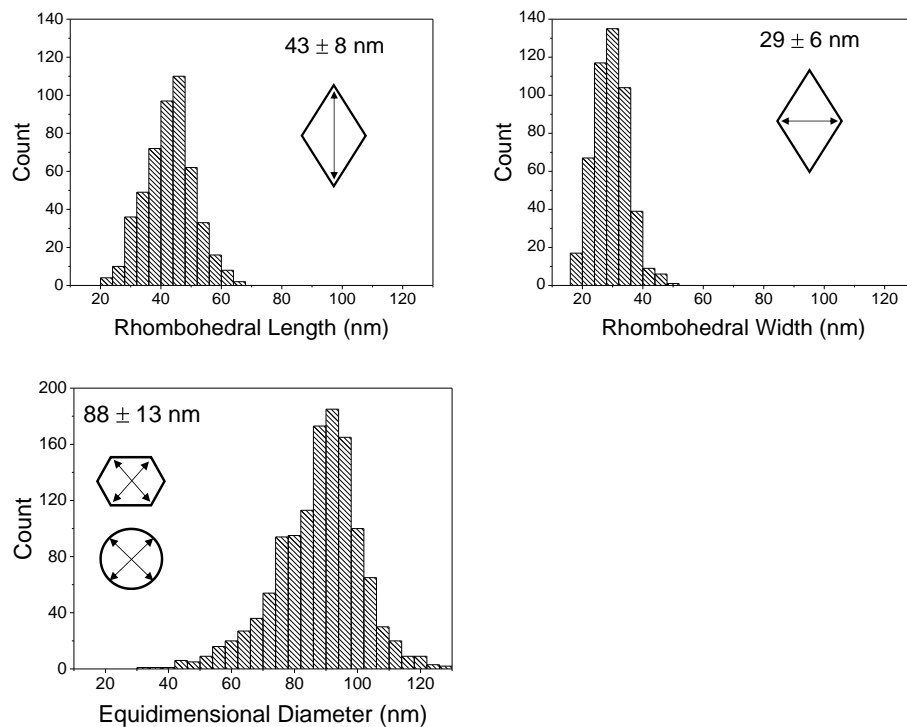 43 ± 8 nm
140
120
100
80
60
40
20
0
Count
20 40 60 80 100 120
Rhombohedral Length (nm)
29 ± 6 nm
140
120
100
80
60
40
20
0
Count
20 40 60 80 100 120
Rhombohedral Width (nm)
88 ± 13 nm
200
160
120
80
40
0
Count
20 40 60 80 100 120
Equidimensional Diameter (nm)